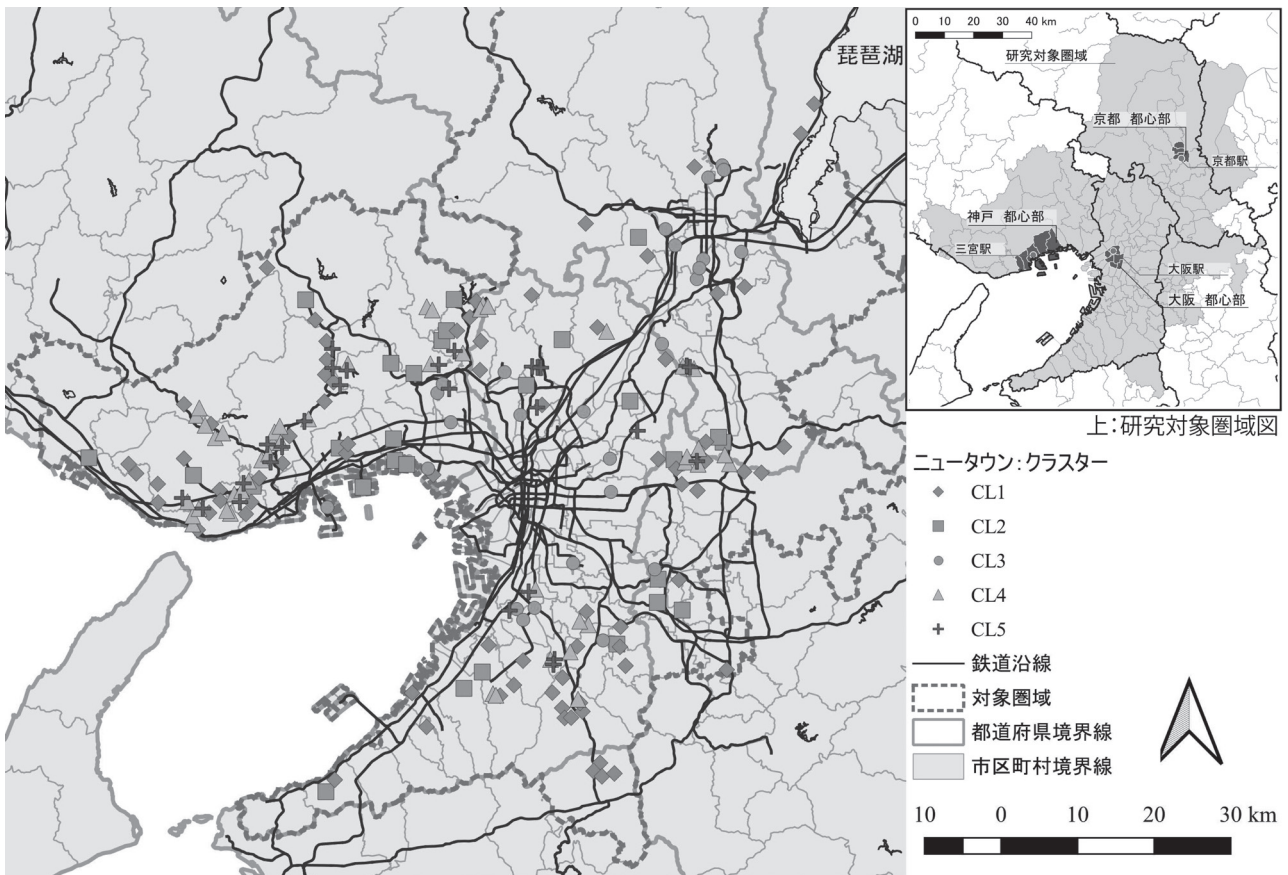 琵琶湖
0 10 20 30 40 km
研究対象圏域
京都 都心部
京都駅
神戸 都心部
三宮駅
大阪駅
大阪 都心部
上：研究対象圏域図
ニュータウン：クラスター
CL1
CL2
CL3
CL4
CL5
鉄道沿線
対象圏域
都道府県境界線
市区町村境界線
10 0 10 20 30 km